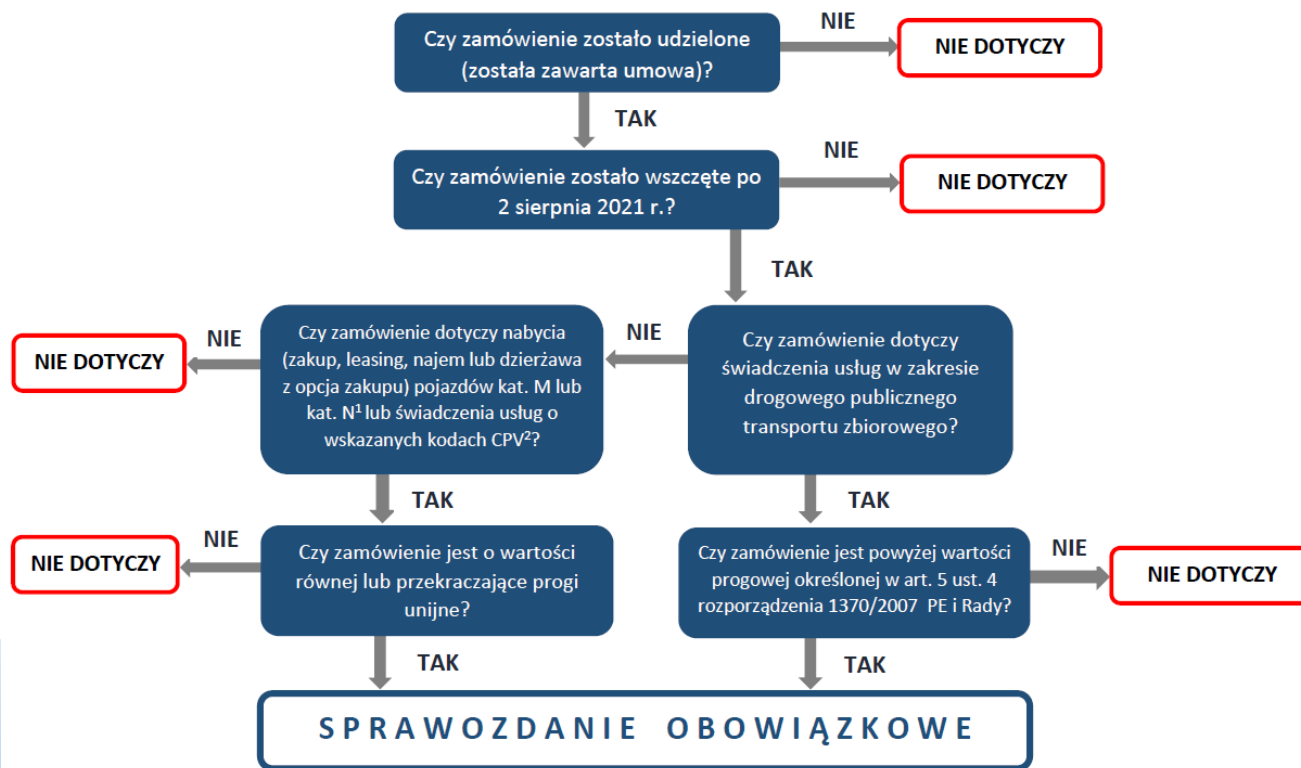 Czy zamówienie zostało udzielone
(została zawarta umowa)?
NIE
NIE DOTYCZY
TAK
Czy zamówienie zostało wszczęte po
2 sierpnia 2021 r.?
NIE
NIE DOTYCZY
TAK
Czy zamówienie dotyczy
świadczenia usług w zakresie
drogowego publicznego
transportu zbiorowego?
NIE
Czy zamówienie dotyczy nabycia
(zakup, leasing, najem lub dzierżawa
z opcja zakupu) pojazdów kat. M lub
kat. N¹ lub świadczenia usług o
wskazanych kodach CPV²?
NIE
NIE DOTYCZY
TAK
TAK
Czy zamówienie jest o wartości
równej lub przekraczające progi
unijne?
NIE
NIE DOTYCZY
Czy zamówienie jest powyżej wartości
progowej określonej w art. 5 ust. 4
rozporządzenia 1370/2007 PE i Rady?
NIE
NIE DOTYCZY
TAK
TAK
SPRAWOZDANIE OBOWIĄZKOWE